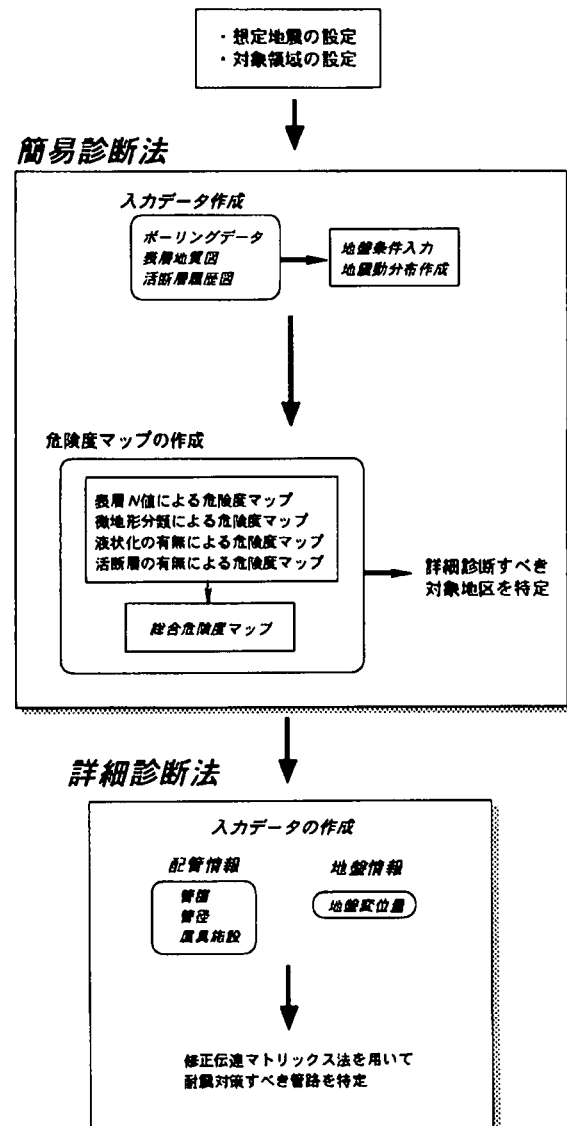 ・想定地震の設定
・対象領域の設定
簡易診断法
入力データ作成
ボーリングデータ
表層地質図
活断層履歴図
地盤条件入力
地震動分布作成
危険度マップの作成
表層N値による危険度マップ
微地形分類による危険度マップ
液状化の有無による危険度マップ
活断層の有無による危険度マップ
総合危険度マップ
詳細診断すべき
対象地区を特定
詳細診断法
入力データの作成
配管情報
地盤情報
管種
管径
地盤変位量
修正伝達マトリックス法を用いて
耐震対策すべき管路を特定